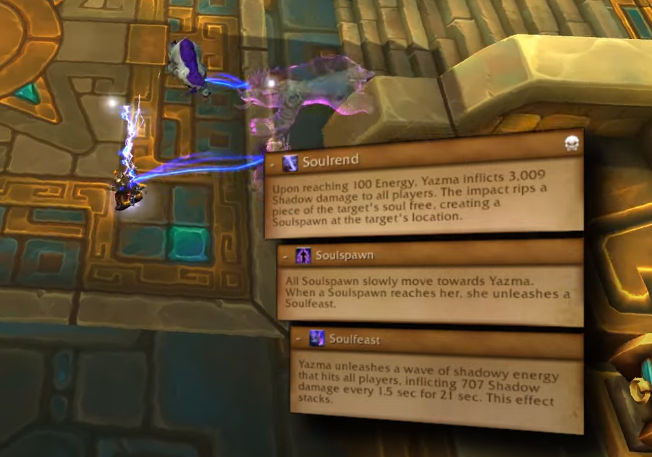 Soulrend
Upon reaching 100 Energy, Yazma inflicts 3,009
Shadow damage to all players. The impact rips a
piece of the target's soul free, creating a
Soulspawn at the target's location.
Soulspawn
All Soulspawn slowly move towards Yazma.
When a Soulspawn reaches her, she unleashes a
Soulfeast.
Soulfeast
Yazma unleashes a wave of shadowy energy
that hits all players, inflicting 707 Shadow
damage every 1.5 sec for 21 sec. This effect
stacks.